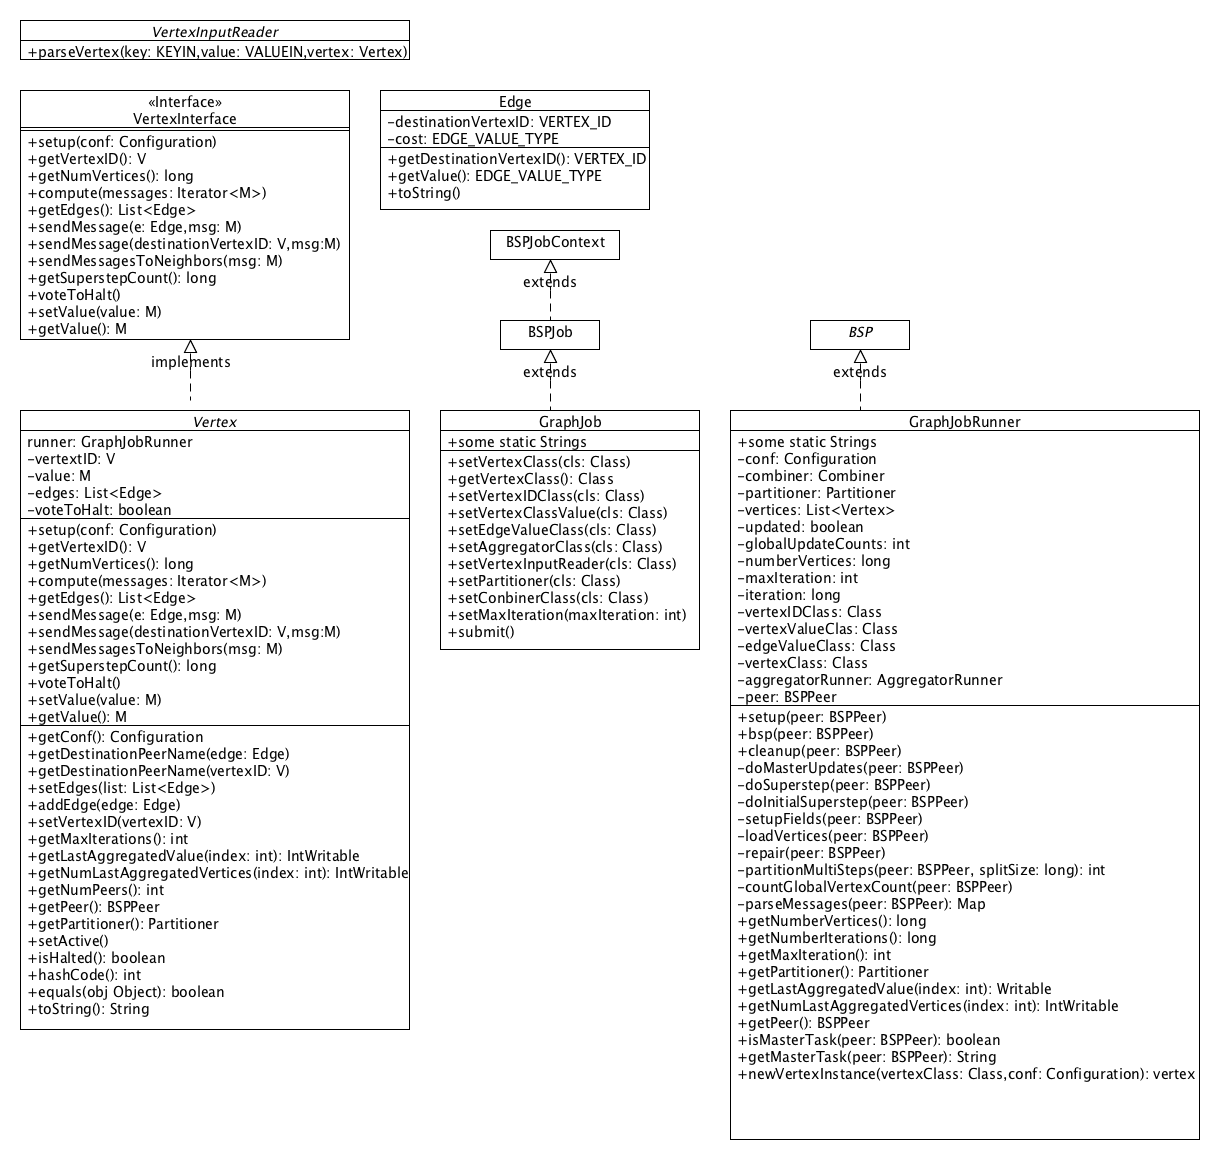 VertexInputReader
+parseVertex(key: KEYIN,value: VALUEIN,vertex: Vertex)
«Interface»
VertexInterface
+setup(conf: Configuration)
+getVertexID(): V
+getNumVertices(): long
+compute(messages: Iterator<M>)
+getEdges(): List<Edge>
+sendMessage(e: Edge,msg: M)
+sendMessage(destinationVertexID: V,msg:M)
+sendMessagesToNeighbors(msg: M)
+getSuperstepCount(): long
+voteToHalt()
+setValue(value: M)
+getValue(): M
implements
Edge
-destinationVertexID: VERTEX_ID
-cost: EDGE_VALUE_TYPE
+getDestinationVertexID(): VERTEX_ID
+getValue(): EDGE_VALUE_TYPE
+toString()
BSPJobContext
extends
BSPJob
extends
BSP
extends
Vertex
runner: GraphJobRunner
-vertextID: V
-value: M
-edges: List<Edge>
-voteToHalt: boolean
+setup(conf: Configuration)
+getVertexID(): V
+getNumVertices(): long
+compute(messages: Iterator<M>)
+getEdges(): List<Edge>
+sendMessage(e: Edge,msg: M)
+sendMessage(destinationVertexID: V,msg:M)
+sendMessagesToNeighbors(msg: M)
+getSuperstepCount(): long
+voteToHalt()
+setValue(value: M)
+getValue(): M
+getConf(): Configuration
+getDestinationPeerName(edge: Edge)
+getDestinationPeerName(vertexID: V)
+setEdges(list: List<Edge>)
+addEdge(edge: Edge)
+setVertexID(vertexID: V)
+getMaxIterations(): int
+getLastAggregatedValue(index: int): IntWritable
+getNumLastAggregatedVertices(index: int): IntWritable
+getNumPeers(): int
+getPeer(): BSPPeer
+getPartitioner(): Partitioner
+setActive()
+isHalted(): boolean
+hashCode(): int
+equals(obj Object): boolean
+toString(): String
GraphJob
+some static Strings
+setVertexClass(cls: Class)
+getVertexClass(): Class
+setVertexIDClass(cls: Class)
+setVertexClassValue(cls: Class)
+setEdgeValueClass(cls: Class)
+setAggregatorClass(cls: Class)
+setVertexInputReader(cls: Class)
+setPartitioner(cls: Class)
+setConbinerClass(cls: Class)
+setMaxIteration(maxIteration: int)
+submit()
GraphJobRunner
+some static Strings
-conf: Configuration
-combiner: Combiner
-partitioner: Partitioner
-vertices: List<Vertex>
-updated: boolean
-globalUpdateCounts: int
-numberVertices: long
-maxIteration: int
-iteration: long
-vertexIDClass: Class
-vertexValueClas: Class
-edgeValueClass: Class
-vertexClass: Class
-aggregatorRunner: AggregatorRunner
-peer: BSPPeer
+setup(peer: BSPPeer)
+bsp(peer: BSPPeer)
+cleanup(peer: BSPPeer)
-doMasterUpdates(peer: BSPPeer)
-doSuperstep(peer: BSPPeer)
-doInitialSuperstep(peer: BSPPeer)
-setupFields(peer: BSPPeer)
-loadVertices(peer: BSPPeer)
-repair(peer: BSPPeer)
-partitionMultiSteps(peer: BSPPeer, splitSize: long): int
-countGlobalVertexCount(peer: BSPPeer)
-parseMessages(peer: BSPPeer): Map
+getNumberVertices(): long
+getNumberIterations(): long
+getMaxIteration(): int
+getPartitioner(): Partitioner
+getLastAggregatedValue(index: int): Writable
+getNumLastAggregatedVertices(index: int): IntWritable
+getPeer(): BSPPeer
+isMasterTask(peer: BSPPeer): boolean
+getMasterTask(peer: BSPPeer): String
+newVertexInstance(vertexClass: Class,conf: Configuration): vertex